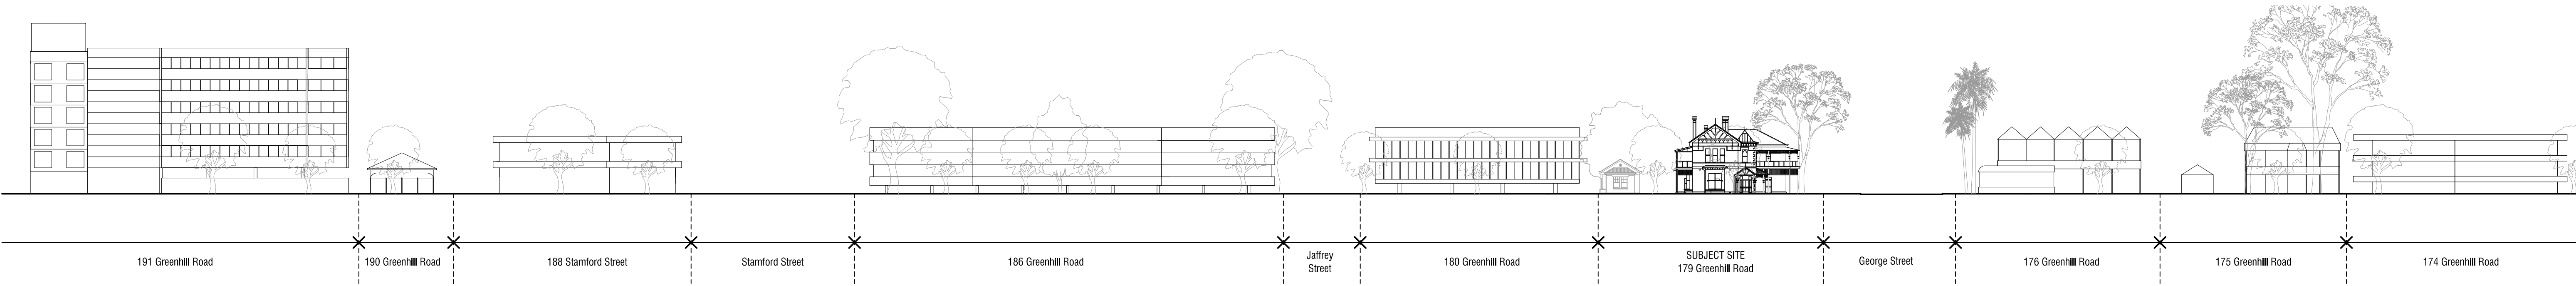 191 Greenhill Road
190 Greenhill Road
188 Stamford Street
Stamford Street
186 Greenhill Road
Jaffrey
Street
180 Greenhill Road
SUBJECT SITE
179 Greenhill Road
George Street
176 Greenhill Road
175 Greenhill Road
174 Greenhill Road